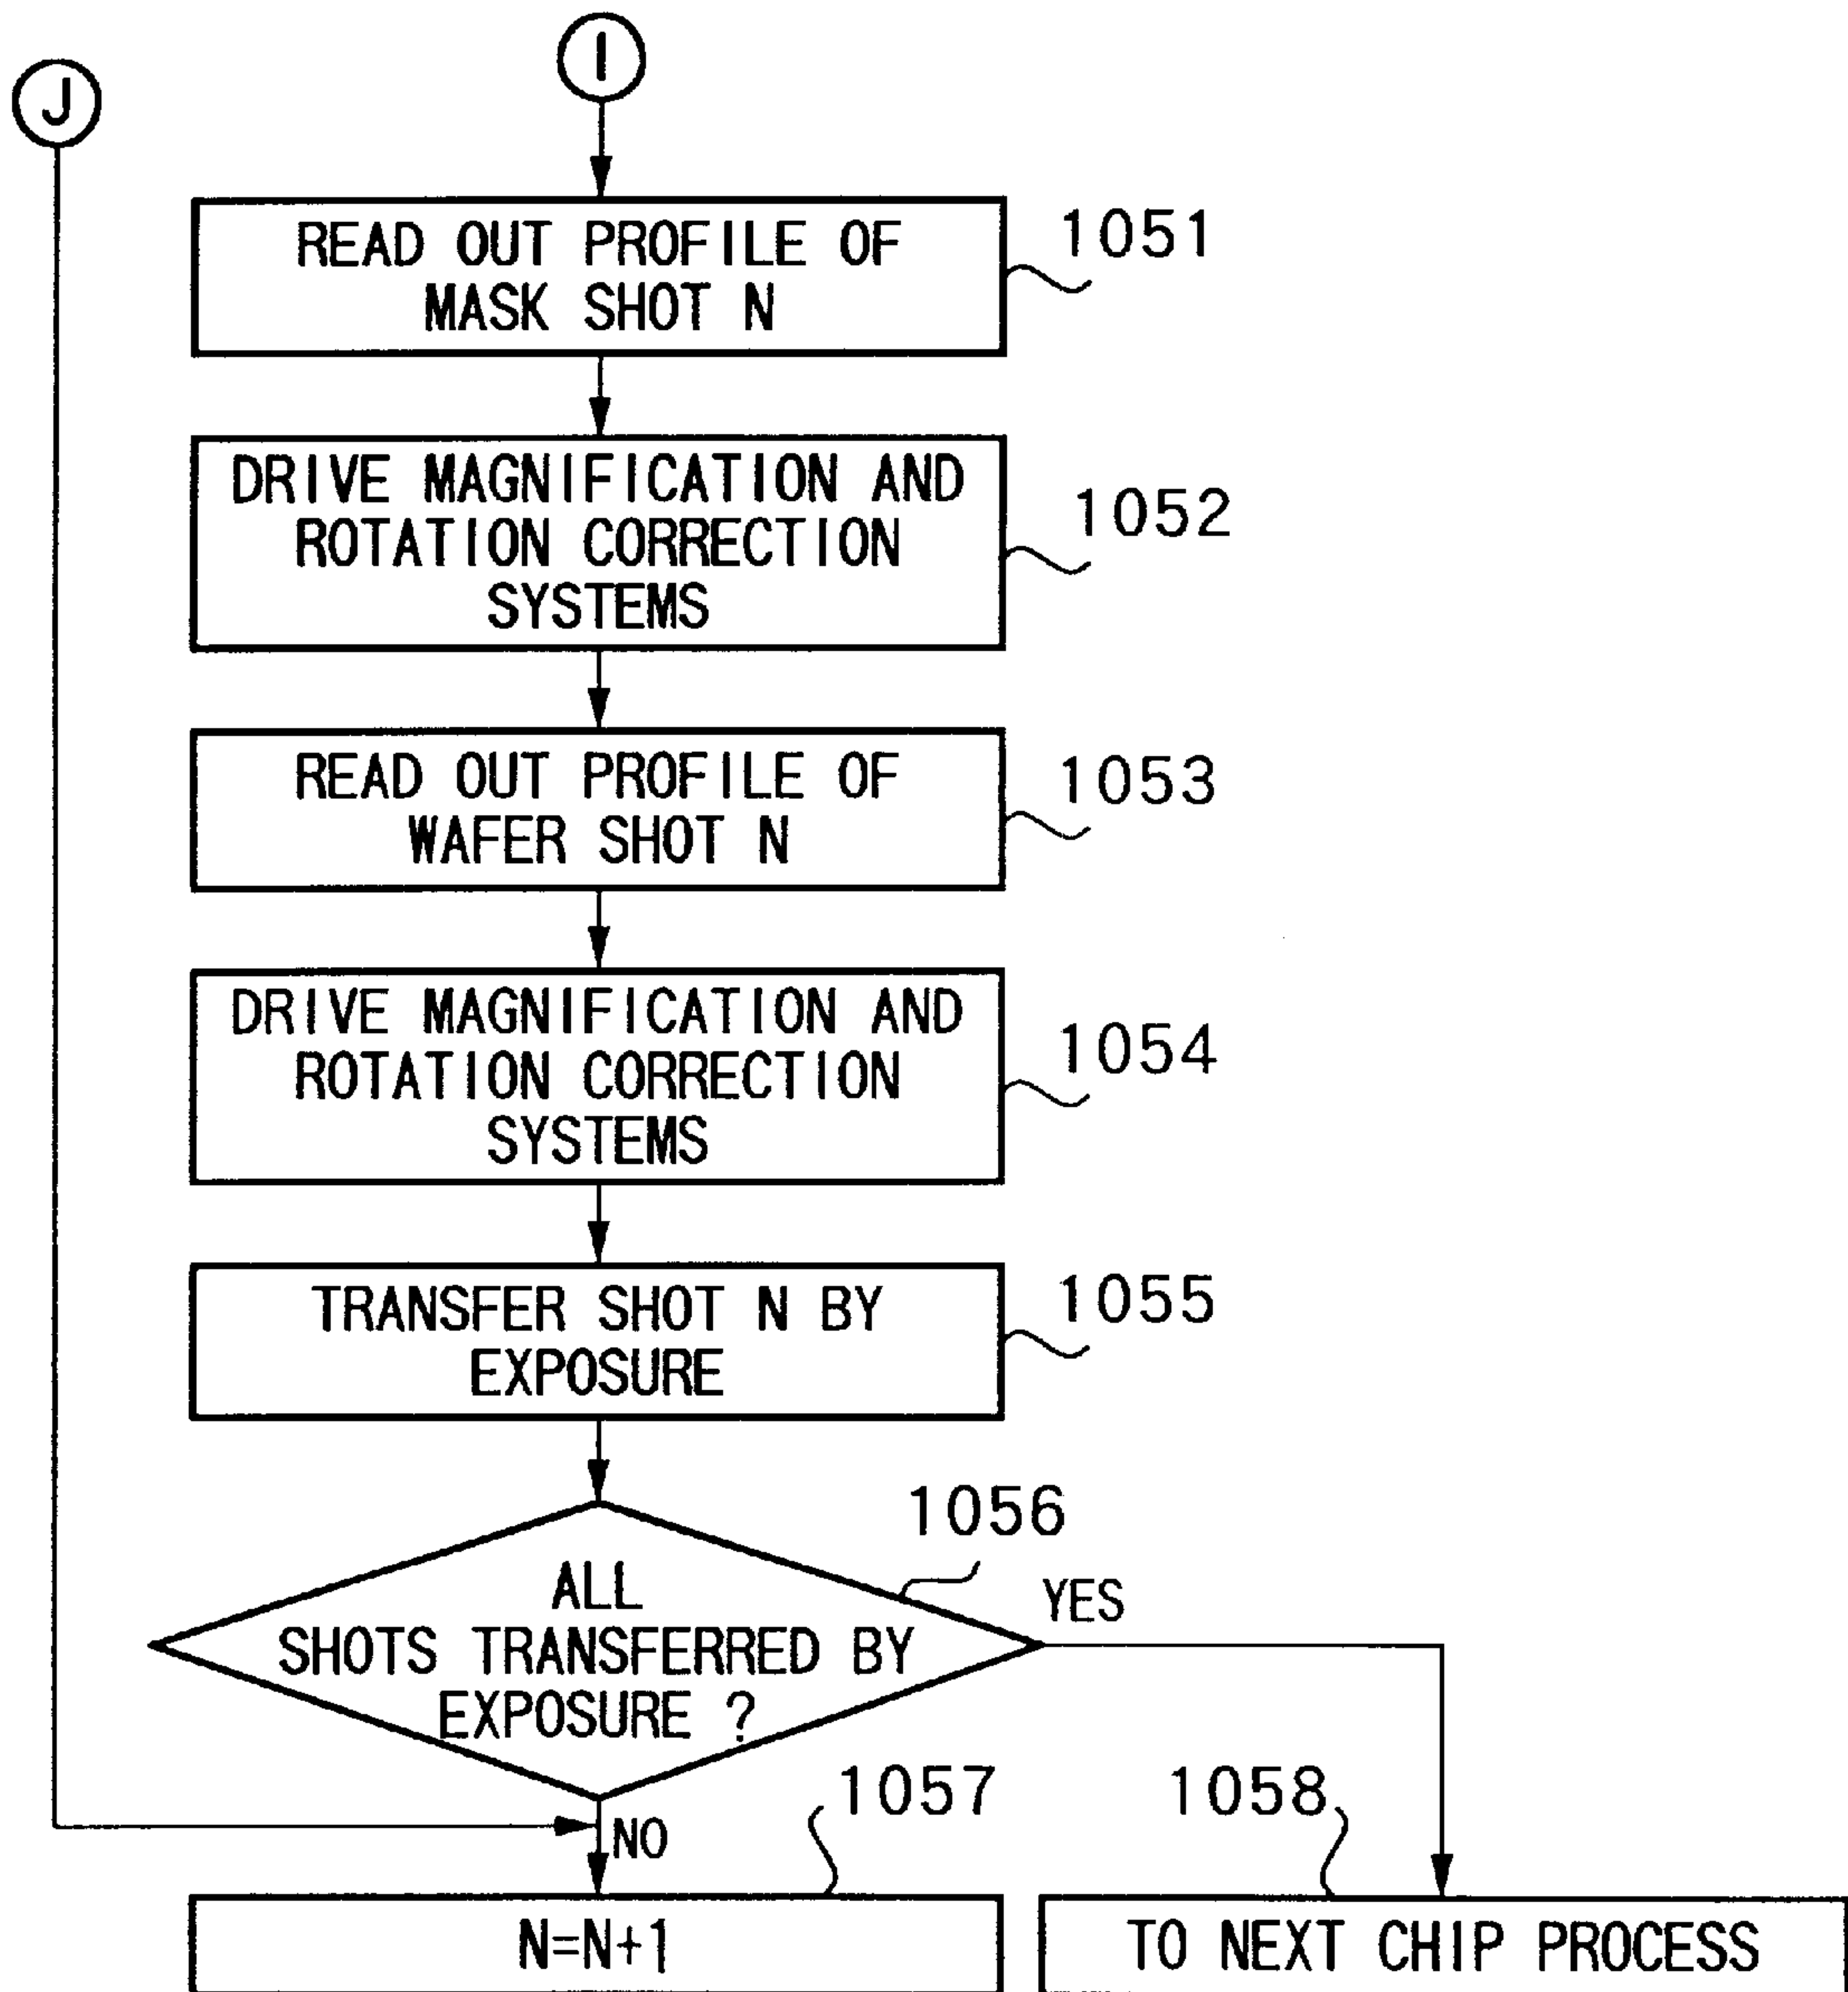 I
J
READ OUT PROFILE OF
MASK SHOT N
1051
DRIVE MAGNIFICATION AND
ROTATION CORRECTION
SYSTEMS
1052
READ OUT PROFILE OF
WAFER SHOT N
1053
DRIVE MAGNIFICATION AND
ROTATION CORRECTION
SYSTEMS
1054
TRANSFER SHOT N BY
EXPOSURE
1055
1056
ALL
SHOTS TRANSFERRED BY
EXPOSURE ?
YES
NO
1057
1058
N=N+1
TO NEXT CHIP PROCESS